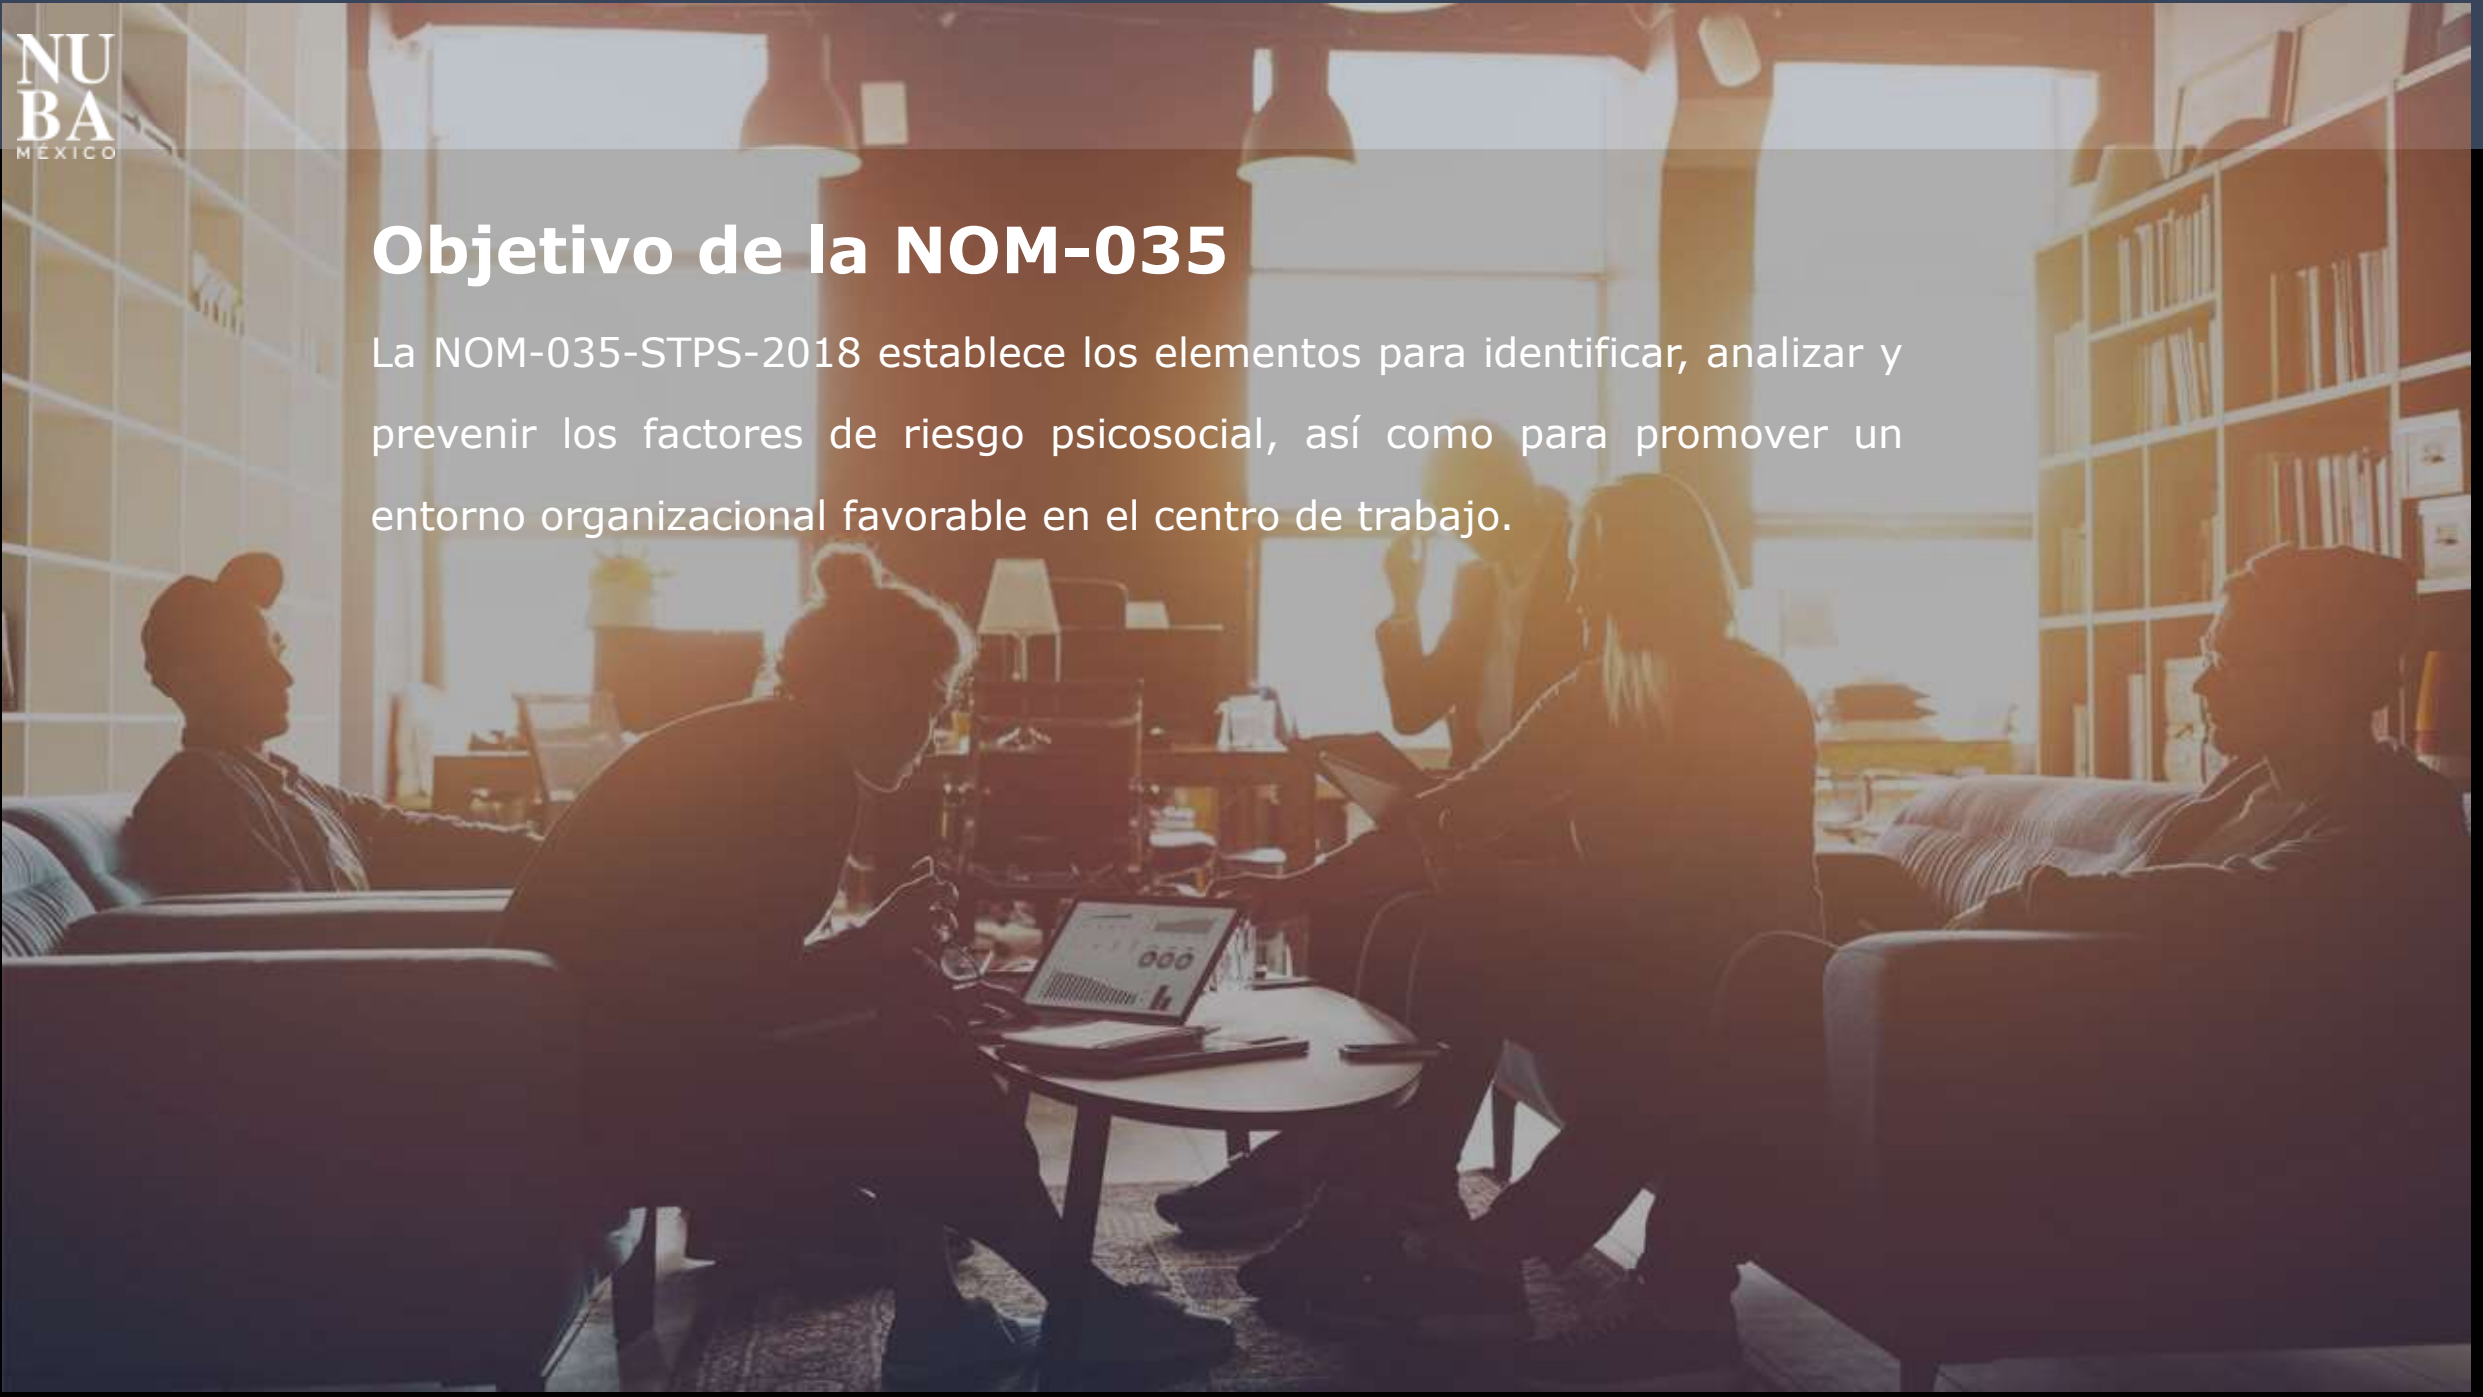 NU
BA
MÉXICO
Objetivo de la NOM-035
La NOM-035-STPS-2018 establece los elementos para identificar, analizar y
prevenir los factores de riesgo psicosocial, así como para promover un
entorno organizacional favorable en el centro de trabajo.